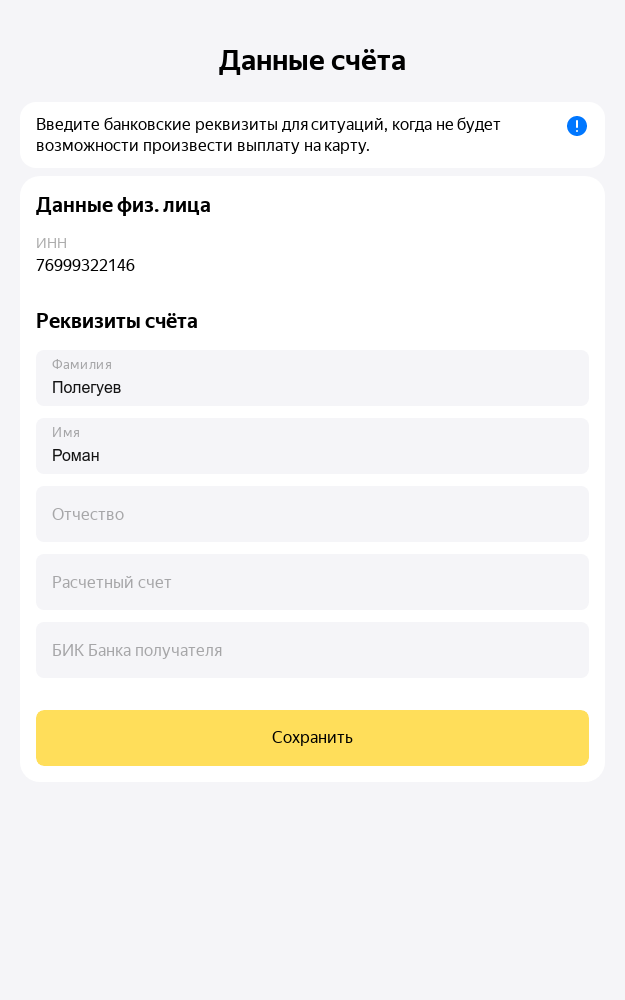 Данные счёта
Введите банковские реквизиты для ситуаций, когда не будет
возможности произвести выплату на карту.
Данные физ. лица
ИНН
76999322146
Реквизиты счёта
Фамилия
Полегуев
Имя
Роман
Отчество
Расчетный счет
БИК Банка получателя
Сохранить